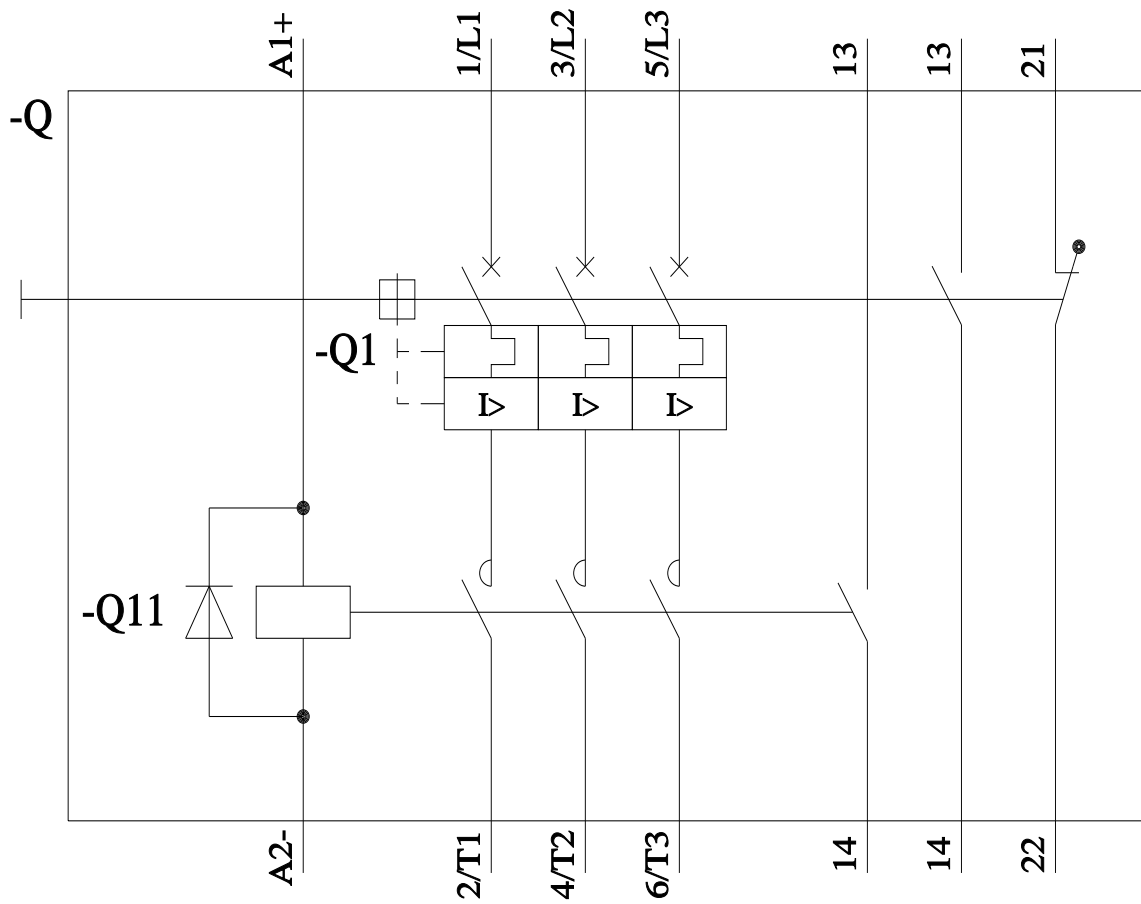 A1+
1/L1
3/L2
5/L3
13
13
21
-Q
-Q1
I>
I>
I>
-Q11
A2-
2/T1
4/T2
6/T3
14
14
22